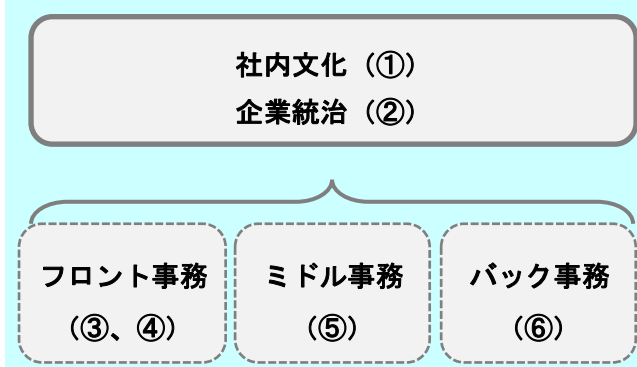 社内文化（①）
企業統治（②）
フロント事務
（③、④）
ミドル事務
（⑤）
バック事務
（⑥）